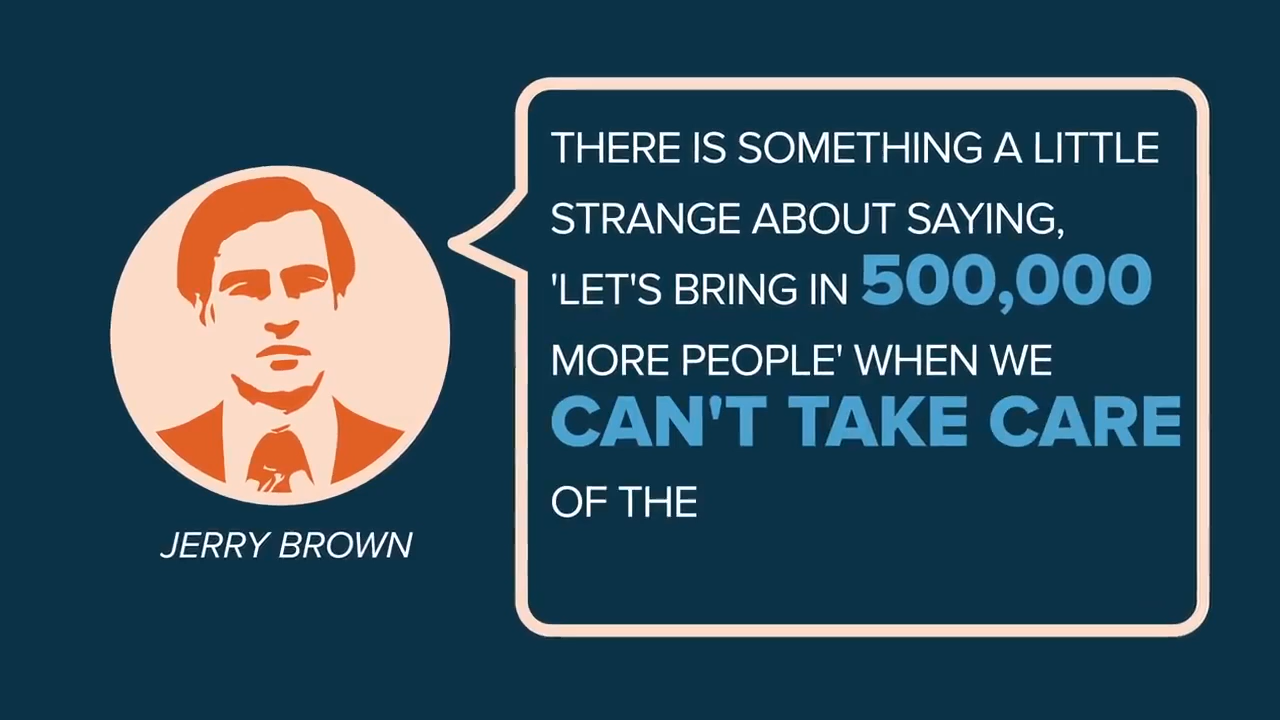 THERE IS SOMETHING A LITTLE
STRANGE ABOUT SAYING,
'LET'S BRING IN 500,000
MORE PEOPLE' WHEN WE
CAN'T TAKE CARE
OF THE
JERRY BROWN